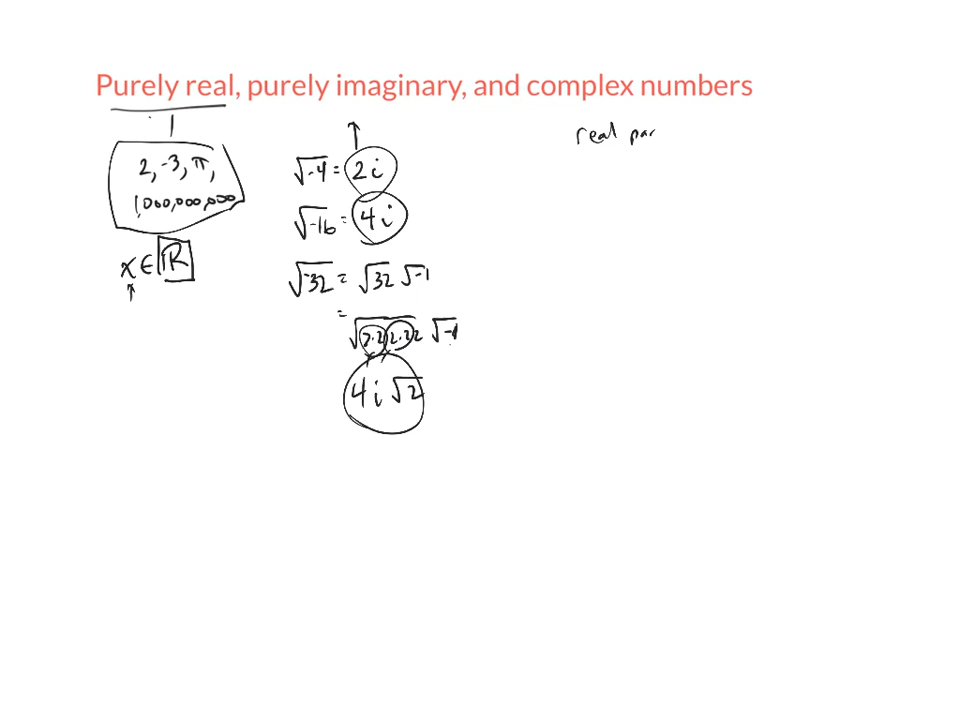 Purely real, purely imaginary, and complex numbers
2, -3, π,
1,000,000,000
x ∈ ℝ
√-4 = 2i
√-16 = 4i
√-32 = √32 √-1
= √2·2·2·2·2 √-1
4i√2
real par